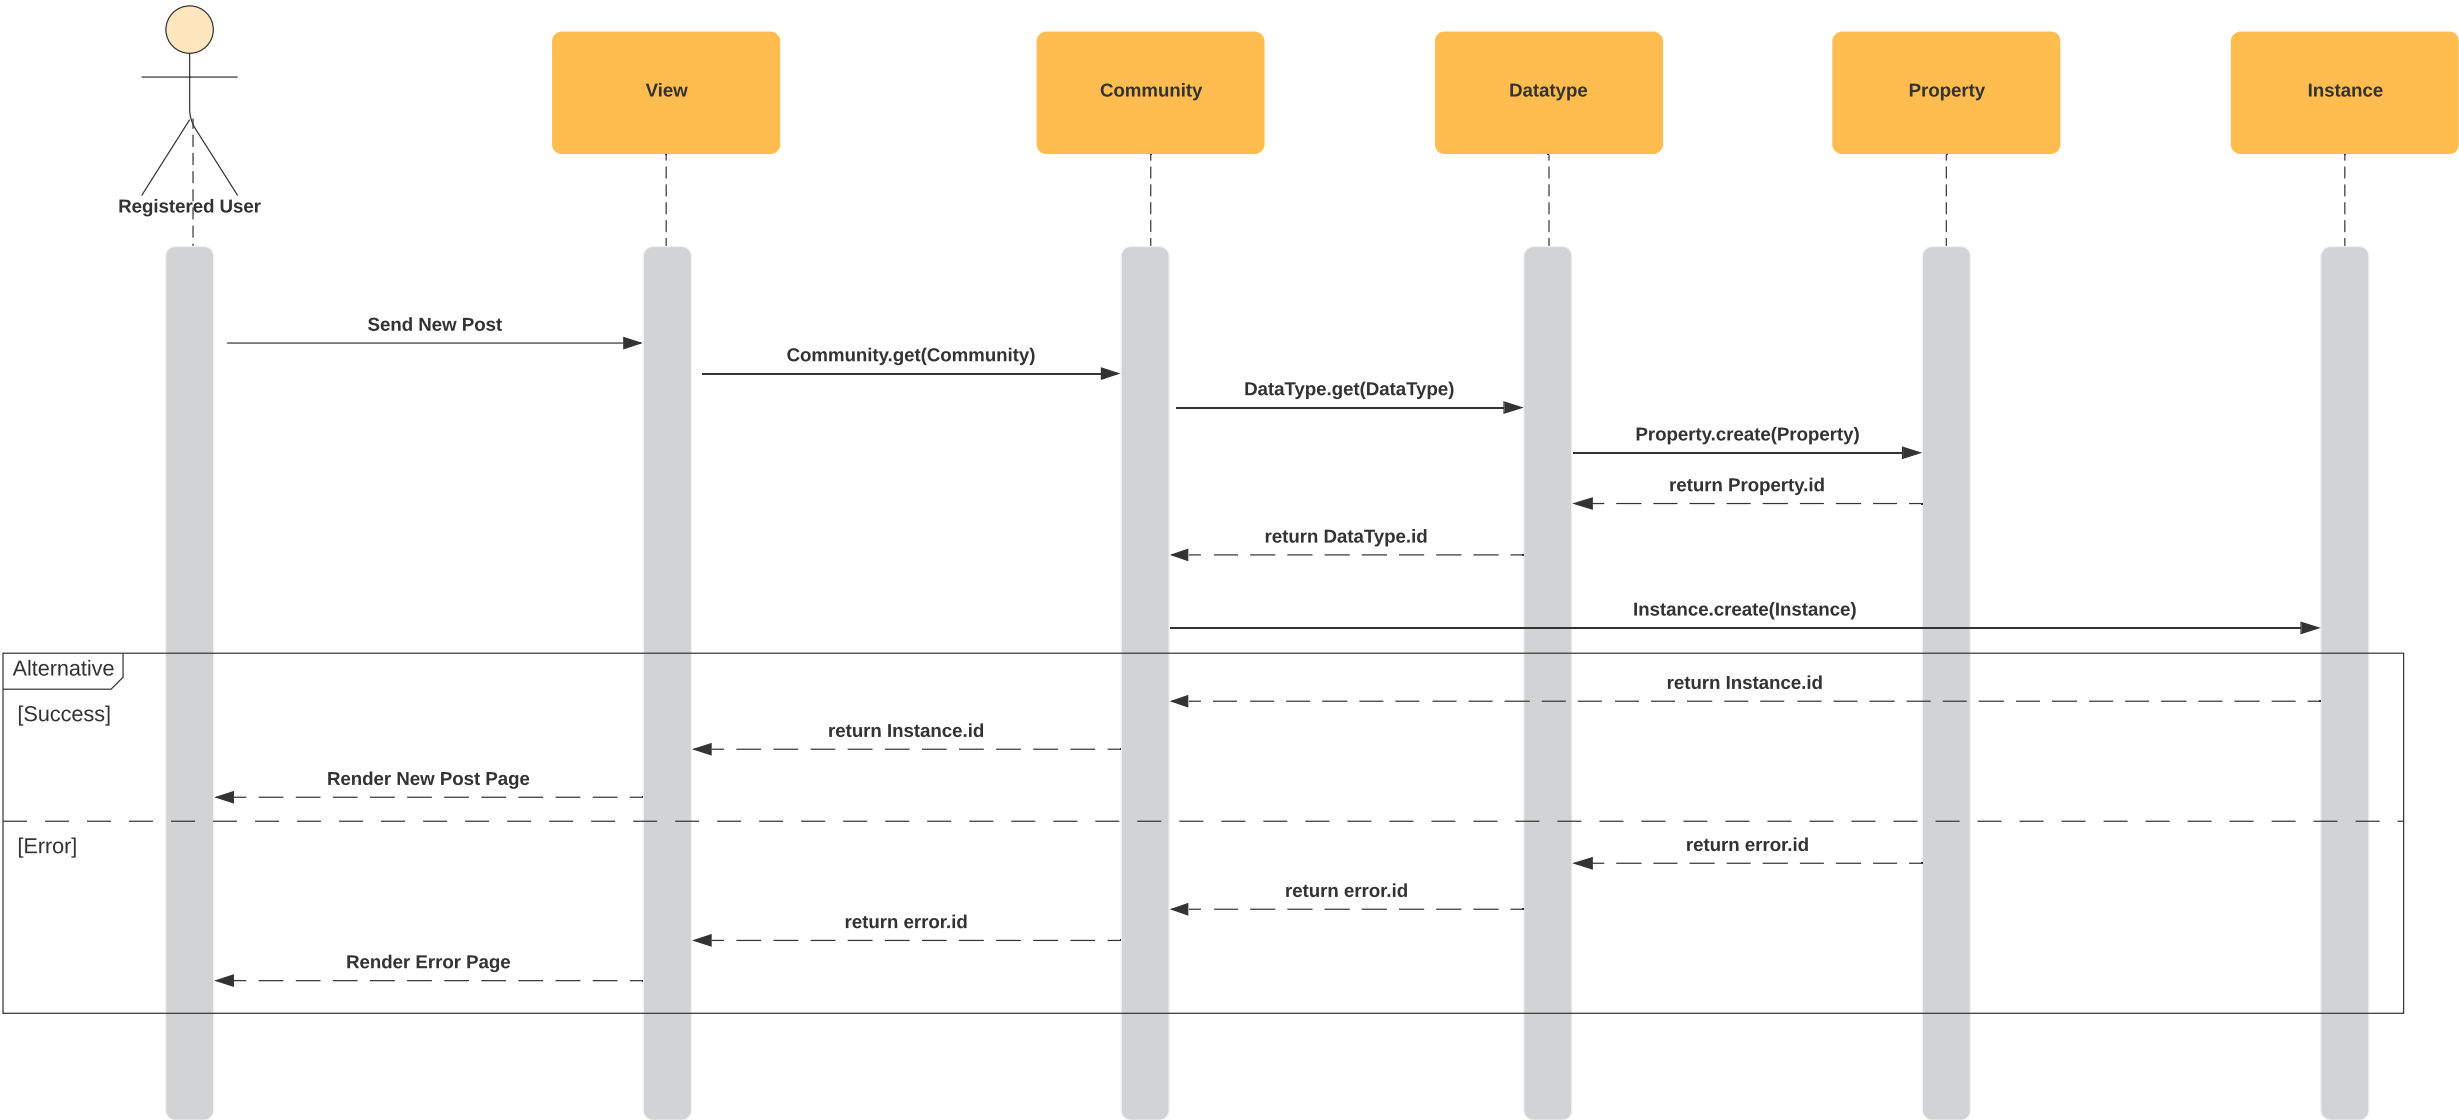 View
Community
Datatype
Property
Instance
Registered User
Send New Post
Community.get(Community)
DataType.get(DataType)
Property.create(Property)
return Property.id
return DataType.id
Instance.create(Instance)
Alternative
return Instance.id
[Success]
return Instance.id
Render New Post Page
[Error]
return error.id
return error.id
return error.id
Render Error Page